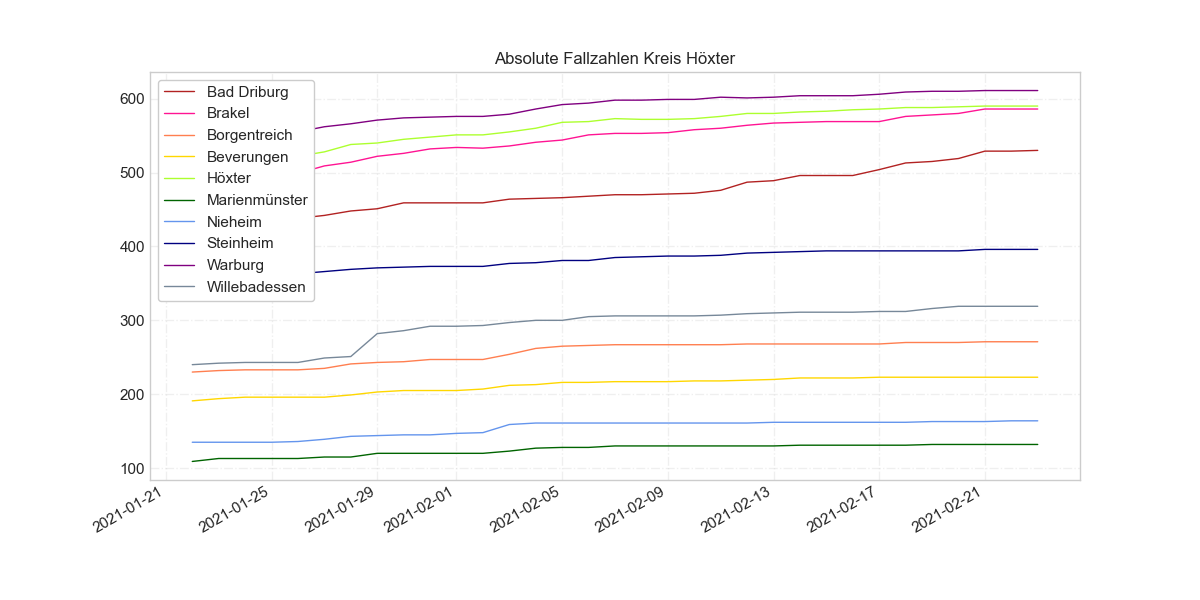 Absolute Fallzahlen Kreis Höxter
Bad Driburg
Brakel
Borgentreich
Beverungen
Höxter
Marienmünster
Nieheim
Steinheim
Warburg
Willebadessen
600
500
400
300
200
100
2021-01-21
2021-01-25
2021-01-29
2021-02-01
2021-02-05
2021-02-09
2021-02-13
2021-02-17
2021-02-21